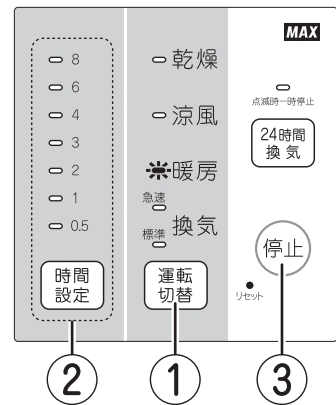 MAX
8
6
4
3
2
1
0.5
時間
設定
乾燥
涼風
暖房
急速
標準
換気
運転
切替
点滅時一時停止
24時間
換気
停止
リセット
②
①
③